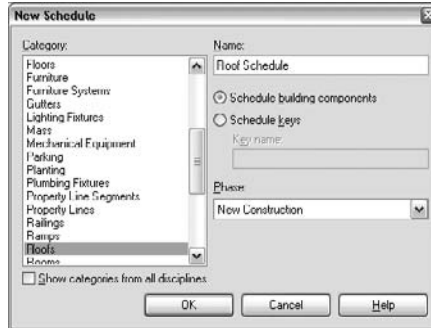 New Schedule
Category:
Floors
Furniture
Furniture Systems
Gutters
Lighting Fixtures
Mass
Mechanical Equipment
Parking
Planting
Plumbing Fixtures
Property Line Segments
Property Lines
Railings
Ramps
Roofs
Rooms
Show categories from all disciplines
Name:
Roof Schedule
Schedule building components
Schedule keys
Key name:
Phase:
New Construction
OK
Cancel
Help